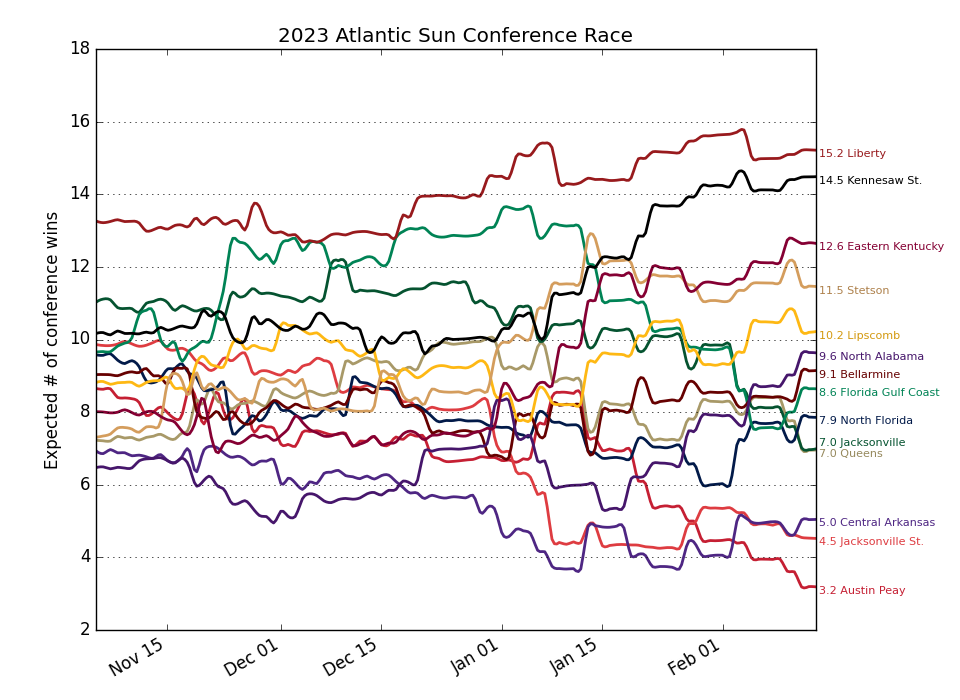 2023 Atlantic Sun Conference Race
Expected # of conference wins
18
16
14
12
10
8
6
4
2
Nov 15
Dec 01
Dec 15
Jan 01
Jan 15
Feb 01
15.2 Liberty
14.5 Kennesaw St.
12.6 Eastern Kentucky
11.5 Stetson
10.2 Lipscomb
9.6 North Alabama
9.1 Bellarmine
8.6 Florida Gulf Coast
7.9 North Florida
7.0 Jacksonville
7.0 Queens
5.0 Central Arkansas
4.5 Jacksonville St.
3.2 Austin Peay